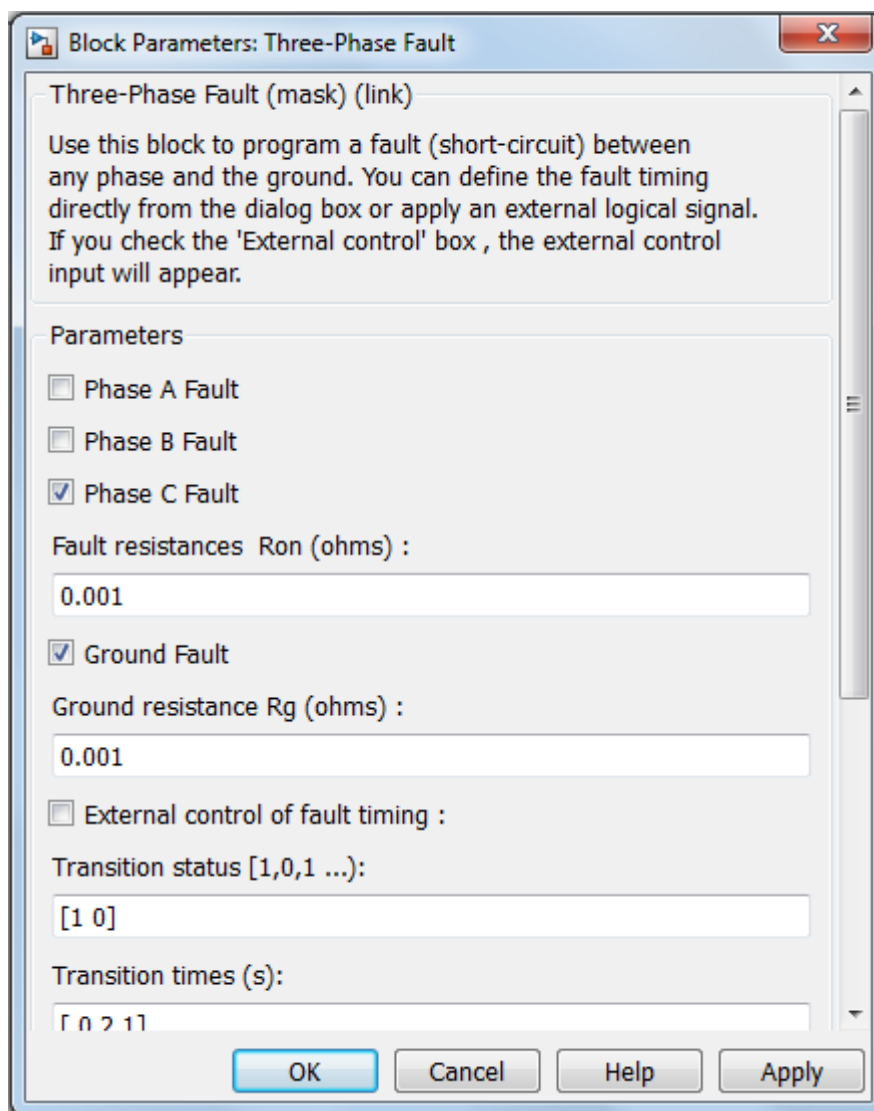 Block Parameters: Three-Phase Fault
Three-Phase Fault (mask) (link)
Use this block to program a fault (short-circuit) between
any phase and the ground. You can define the fault timing
directly from the dialog box or apply an external logical signal.
If you check the 'External control' box , the external control
input will appear.
Parameters
Phase A Fault
Phase B Fault
Phase C Fault
Fault resistances  Ron (ohms) :
0.001
Ground Fault
Ground resistance Rg (ohms) :
0.001
External control of fault timing :
Transition status [1,0,1 ...):
[1 0]
Transition times (s):
OK
Cancel
Help
Apply